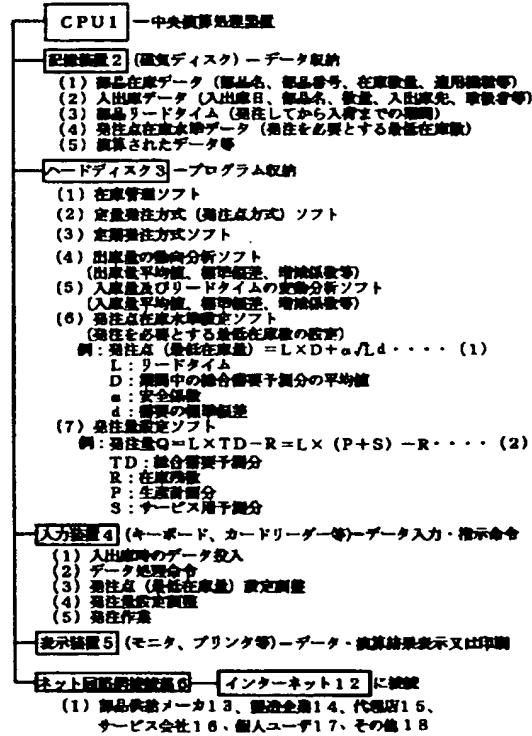 CPU1 ー中央演算処理装置
記録装置2 (磁気ディスク) ーデータ収納
(1) 部品在庫データ (部品名、部品番号、在庫数量、適用機種等)
(2) 入出庫データ (入出庫日、部品名、数量、入出庫先、取扱者等)
(3) 部品リードタイム (発注してから入荷までの期間)
(4) 発注点在庫水準データ (発注を必要とする最低在庫数)
(5) 演算されたデータ等
ハードディスク3 ープログラム収納
(1) 在庫管理ソフト
(2) 定量発注方式 (発注点方式) ソフト
(3) 定期発注方式ソフト
(4) 出庫量の動向分析ソフト
(出庫量平均値、標準偏差、増減係数等)
(5) 入庫量及びリードタイムの変動分析ソフト
(入庫量平均値、標準偏差、増減係数等)
(6) 発注点在庫水準設定ソフト
(発注を必要とする最低在庫数の設定)
例:発注点 (最低在庫量) =L×D+α√L d・・・・ (1)
L:リードタイム
D:期間中の総合需要予測分の平均値
α:安全係数
d:需要の標準偏差
(7) 発注量設定ソフト
例:発注量Q=L×TD−R=L× (P+S) −R・・・・ (2)
TD:総合需要予測分
R:在庫残数
P:生産計画分
S:サービス用予測分
入力装置4 (キーボード、カードリーダー等)ーデータ入力・指示命令
(1) 入出庫時のデータ投入
(2) データ処理命令
(3) 発注点 (最低在庫量) 設定調整
(4) 発注量設定調整
(5) 発注作業
表示装置5 (モニタ、プリンタ等) ーデータ・演算結果表示又は印刷
ネット回路網接続器6 インターネット12 に接続
(1) 部品供給メーカ13、製造企業14、代理店15、
サービス会社16、個人ユーザ17、その他18